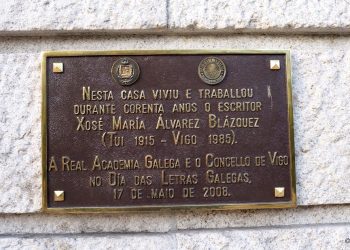 Nesta casa viviu e traballou
durante corenta anos o escritor
Xosé María Álvarez Blázquez
(Tui 1915 - Vigo 1985).
A Real Academia Galega e o Concello de Vigo
no Día das Letras Galegas,
17 de maio de 2008.